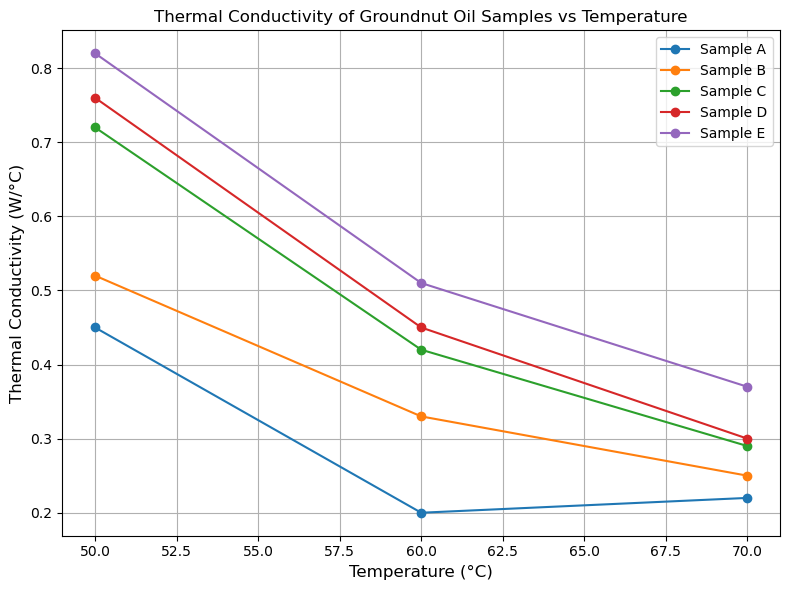 Thermal Conductivity of Groundnut Oil Samples vs Temperature
Sample A
Sample B
Sample C
Sample D
Sample E
Thermal Conductivity (W/°C)
0.8
0.7
0.6
0.5
0.4
0.3
0.2
50.0 52.5 55.0 57.5 60.0 62.5 65.0 67.5 70.0
Temperature (°C)